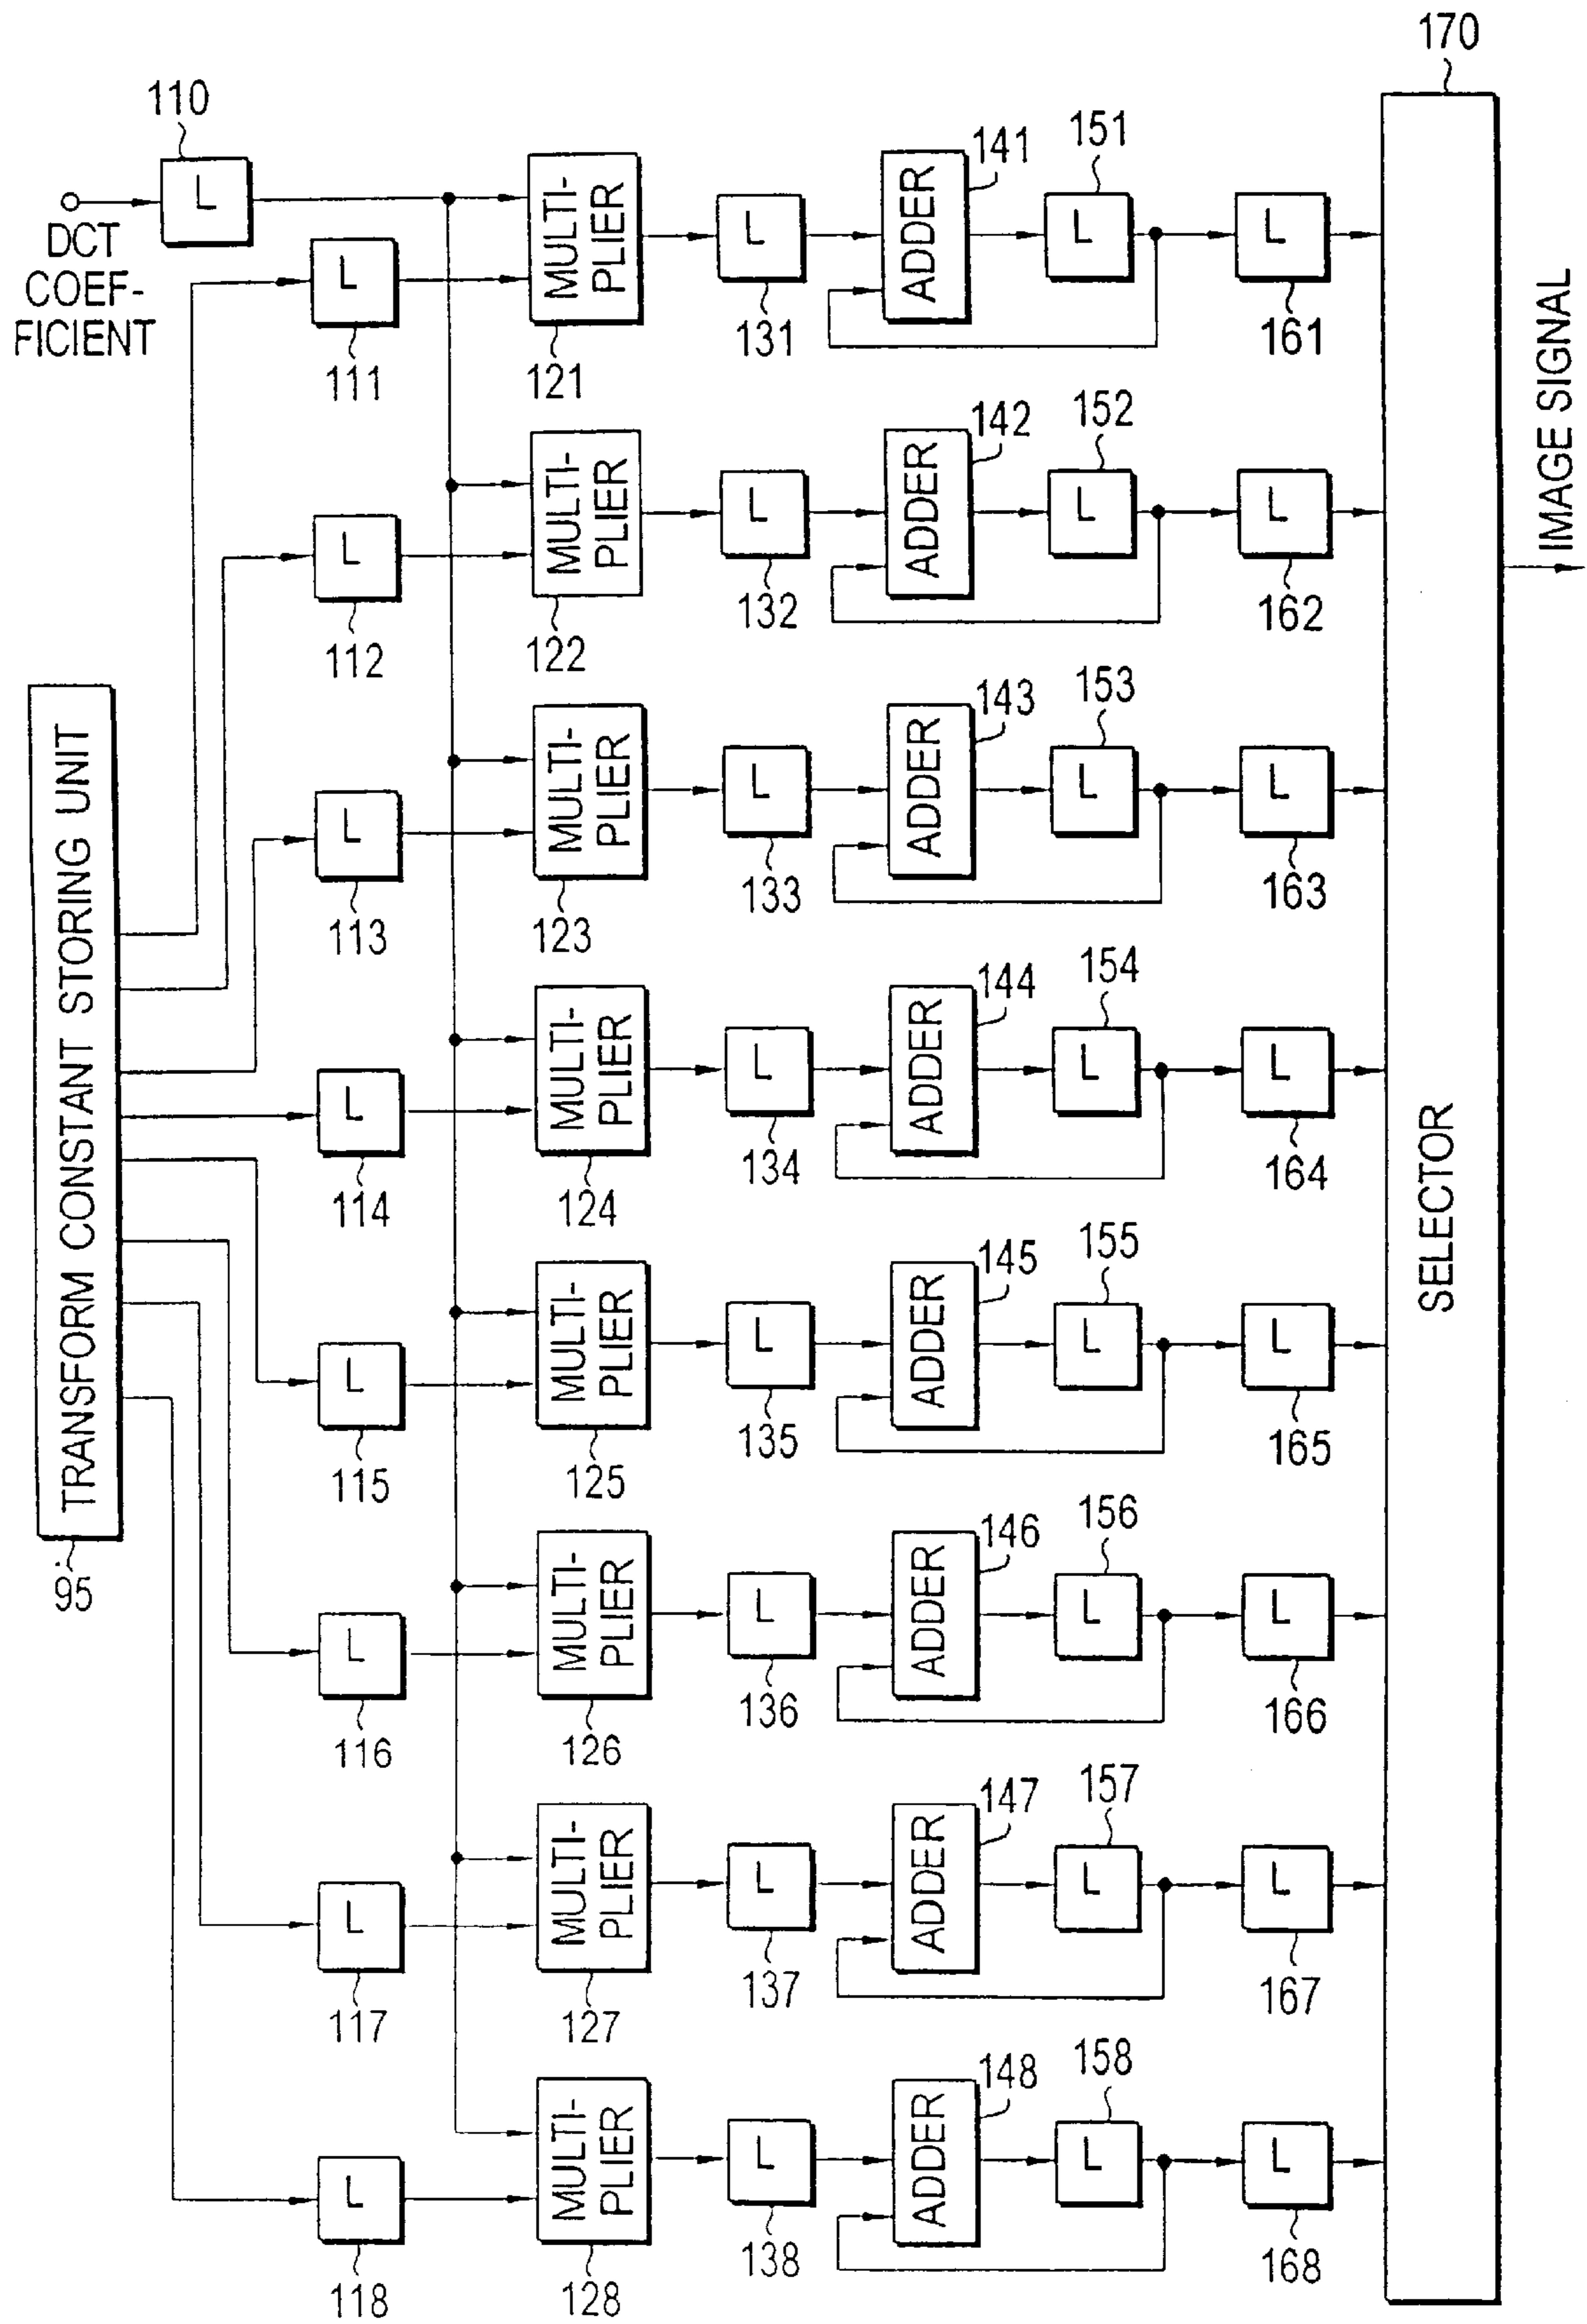 170
110
L
DCT
COEF-
FICIENT
L
111
MULTI-
PLIER
121
L
131
ADDER
141
L
151
L
161
L
112
MULTI-
PLIER
122
L
132
ADDER
142
L
152
L
162
L
113
MULTI-
PLIER
123
L
133
ADDER
143
L
153
L
163
L
114
MULTI-
PLIER
124
L
134
ADDER
144
L
154
L
164
L
115
MULTI-
PLIER
125
L
135
ADDER
145
L
155
L
165
L
116
MULTI-
PLIER
126
L
136
ADDER
146
L
156
L
166
L
117
MULTI-
PLIER
127
L
137
ADDER
147
L
157
L
167
L
118
MULTI-
PLIER
128
L
138
ADDER
148
L
158
L
168
TRANSFORM CONSTANT STORING UNIT
95
SELECTOR
IMAGE SIGNAL